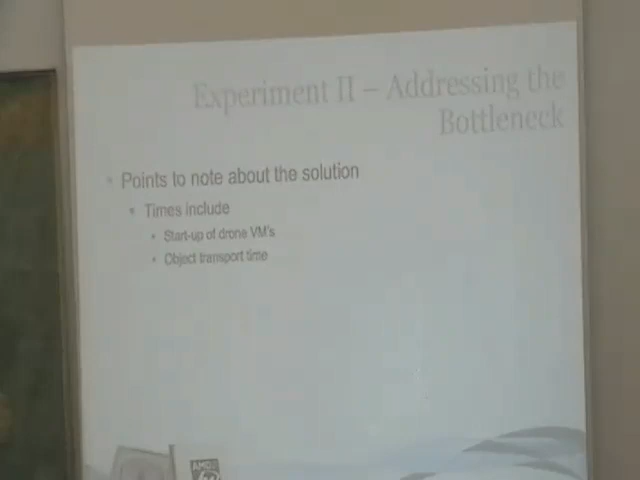 Experiment II – Addressing the
Bottleneck
Points to note about the solution
Times include
Start-up of drone VM's
Object transport time
AMD